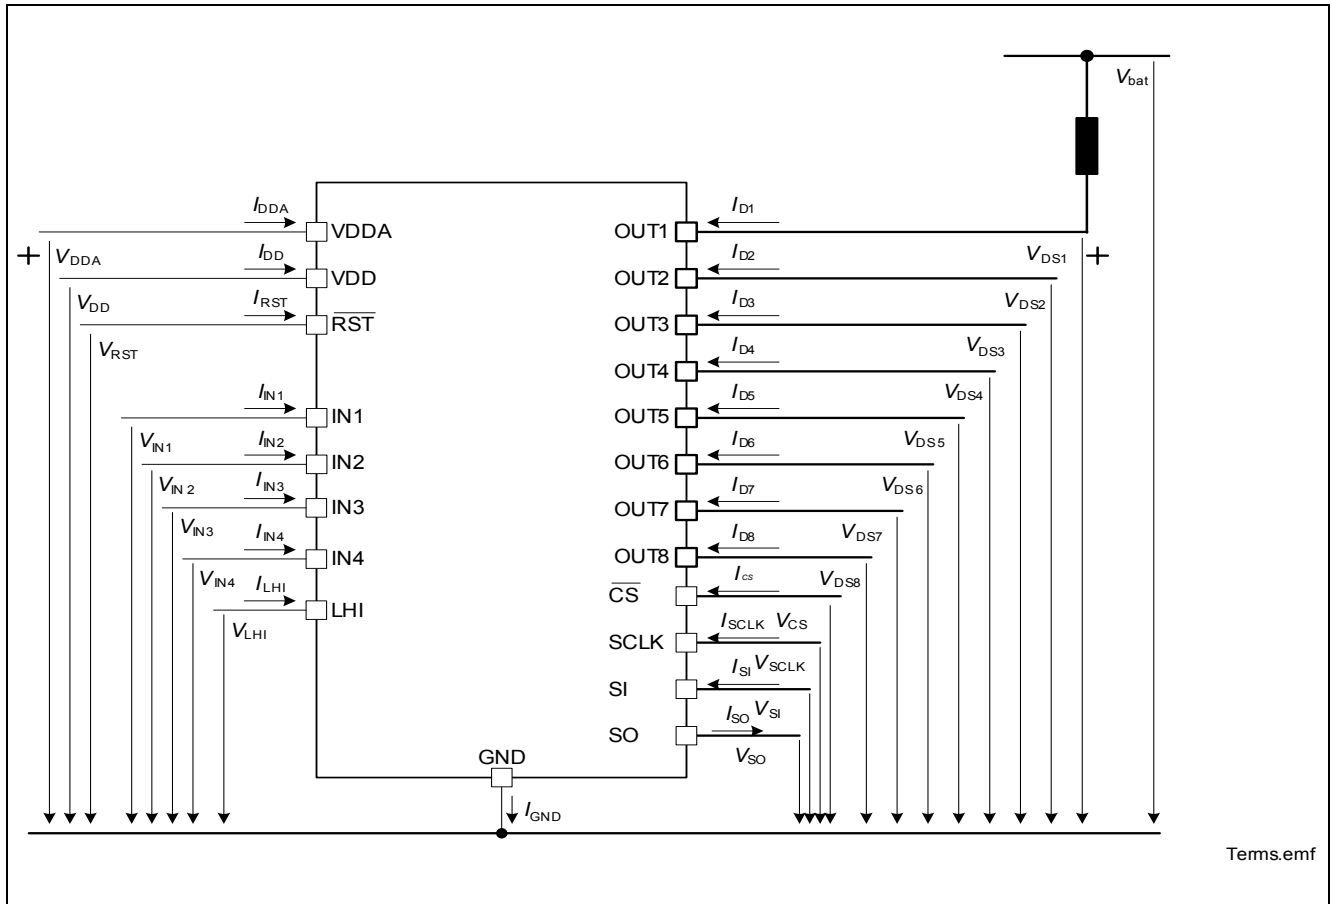 Vbat
IDDA
VDDA
OUT1
ID1
+
VDDA
IDD
VDD
OUT2
ID2
VDS1
+
VDD
IRST
RST
OUT3
ID3
VDS2
VRST
OUT4
ID4
VDS3
IIN1
IN1
OUT5
ID5
VDS4
VIN1
IIN2
IN2
OUT6
ID6
VDS5
VIN2
IIN3
IN3
OUT7
ID7
VDS6
VIN3
IIN4
IN4
OUT8
ID8
VDS7
VIN4
ILHI
LHI
CS
Ics
VDS8
VLHI
SCLK
ISCLK
VCS
SI
ISI
VSCLK
SO
ISO
VSI
VSO
GND
IGND
Terms.emf